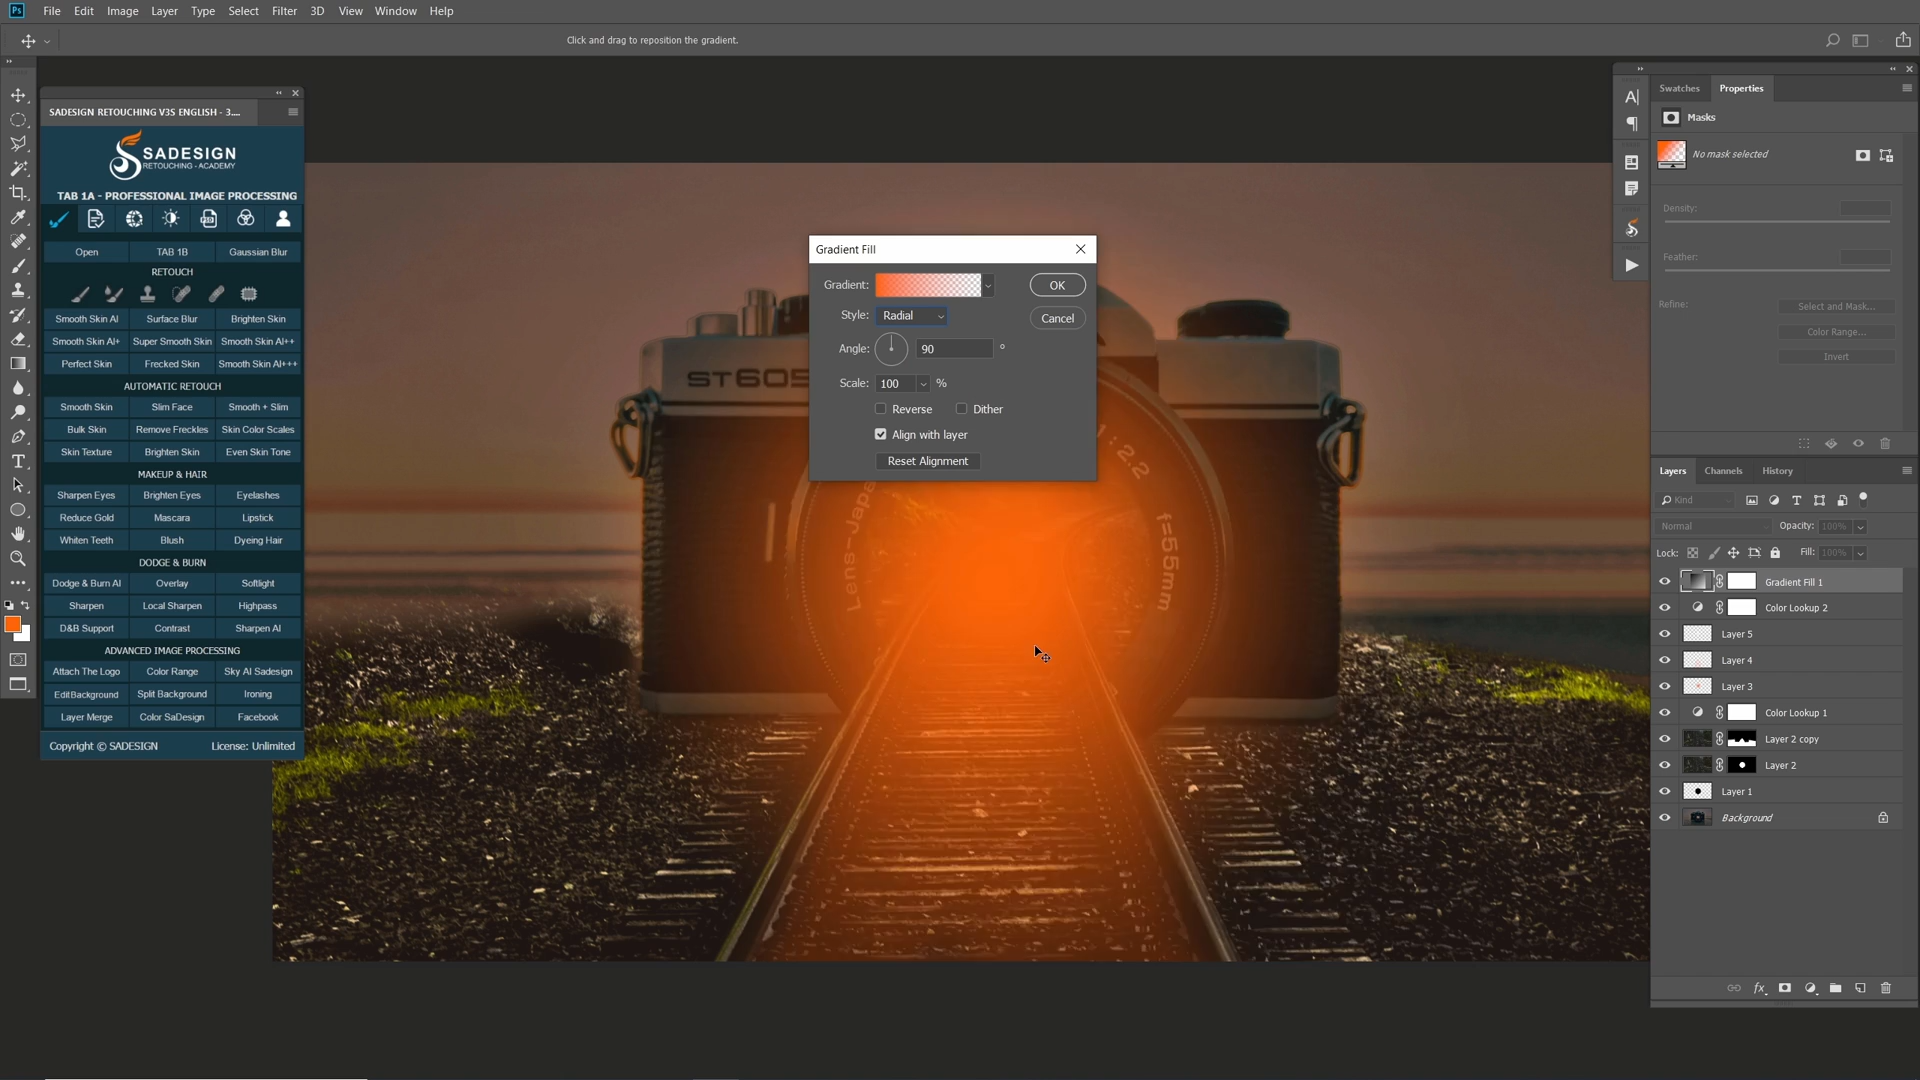 Ps File Edit Image Layer Type Select Filter 3D View Window Help
Click and drag to reposition the gradient.
SADESIGN RETOUCHING V3S ENGLISH - 3....
SADESIGN
RETOUCHING - ACADEMY
TAB 1A - PROFESSIONAL IMAGE PROCESSING
Open TAB 1B Gaussian Blur
RETOUCH
Smooth Skin AI Surface Blur Brighten Skin
Smooth Skin AI+ Super Smooth Skin Smooth Skin AI++
Perfect Skin Frecked Skin Smooth Skin AI+++
AUTOMATIC RETOUCH
Smooth Skin Slim Face Smooth + Slim
Bulk Skin Remove Freckles Skin Color Scales
Skin Texture Brighten Skin Even Skin Tone
MAKEUP & HAIR
Sharpen Eyes Brighten Eyes Eyelashes
Reduce Gold Mascara Lipstick
Whiten Teeth Blush Dyeing Hair
DODGE & BURN
Dodge & Burn AI Overlay Softlight
Sharpen Local Sharpen Highpass
D&B Support Contrast Sharpen AI
ADVANCED IMAGE PROCESSING
Attach The Logo Color Range Sky AI Sadesign
EditBackground Split Background Ironing
Layer Merge Color SaDesign Facebook
Copyright © SADESIGN License: Unlimited
Gradient Fill
Gradient: OK
Style: Radial Cancel
Angle: 90 °
Scale: 100 %
Reverse Dither
Align with layer
Reset Alignment
ST605
Lens-Japa
1:2.2
f=55mm
Swatches Properties
Masks
No mask selected
Density:
Feather:
Refine: Select and Mask...
Color Range...
Invert
Layers Channels History
Kind
Normal Opacity: 100%
Lock: Fill: 100%
Gradient Fill 1
Color Lookup 2
Layer 5
Layer 4
Layer 3
Color Lookup 1
Layer 2 copy
Layer 2
Layer 1
Background
fx